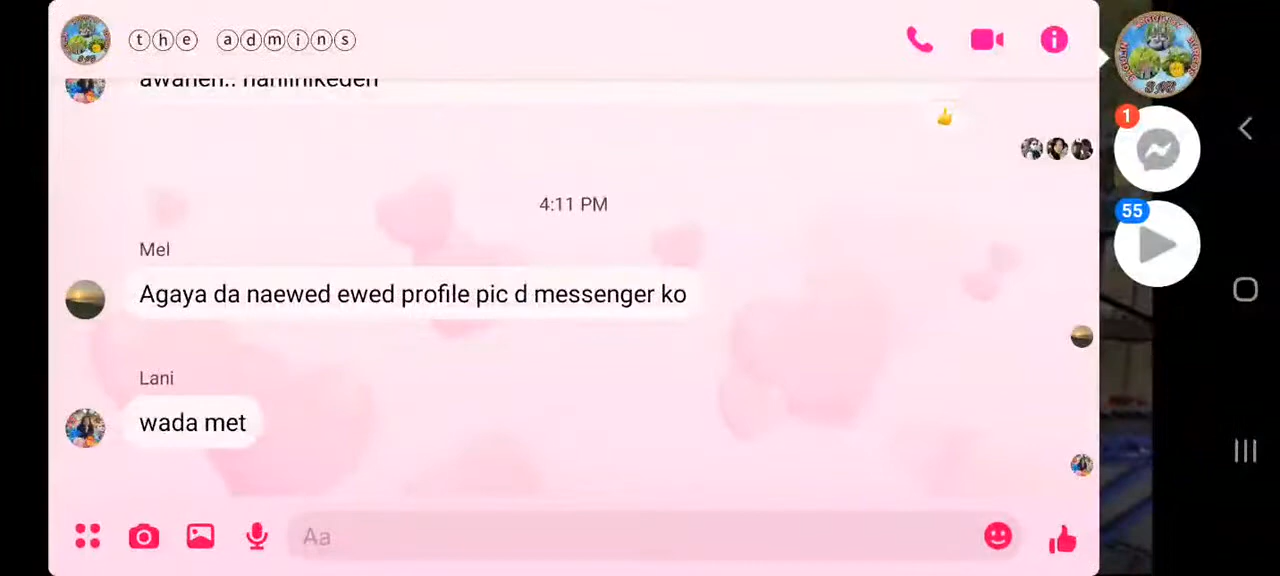 ⓣⓗⓔ ⓐⓓⓜⓘⓝⓢ
4:11 PM
Mel
Agaya da naewed ewed profile pic d messenger ko
Lani
wada met
Aa
1
55